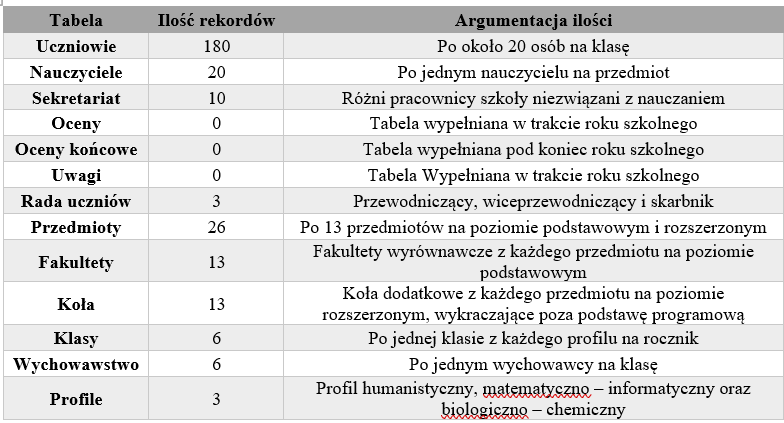 Tabela Ilość rekordów Argumentacja ilości
Uczniowie 180 Po około 20 osób na klasę
Nauczyciele 20 Po jednym nauczycielu na przedmiot
Sekretariat 10 Różni pracownicy szkoły niezwiązani z nauczaniem
Oceny 0 Tabela wypełniana w trakcie roku szkolnego
Oceny końcowe 0 Tabela wypełniana pod koniec roku szkolnego
Uwagi 0 Tabela Wypełniana w trakcie roku szkolnego
Rada uczniów 3 Przewodniczący, wiceprzewodniczący i skarbnik
Przedmioty 26 Po 13 przedmiotów na poziomie podstawowym i rozszerzonym
Fakultety 13 Fakultety wyrównawcze z każdego przedmiotu na poziomie
podstawowym
Koła 13 Koła dodatkowe z każdego przedmiotu na poziomie
rozszerzonym, wykraczające poza podstawę programową
Klasy 6 Po jednej klasie z każdego profilu na rocznik
Wychowawstwo 6 Po jednym wychowawcy na klasę
Profile 3 Profil humanistyczny, matematyczno – informatyczny oraz
biologiczno – chemiczny